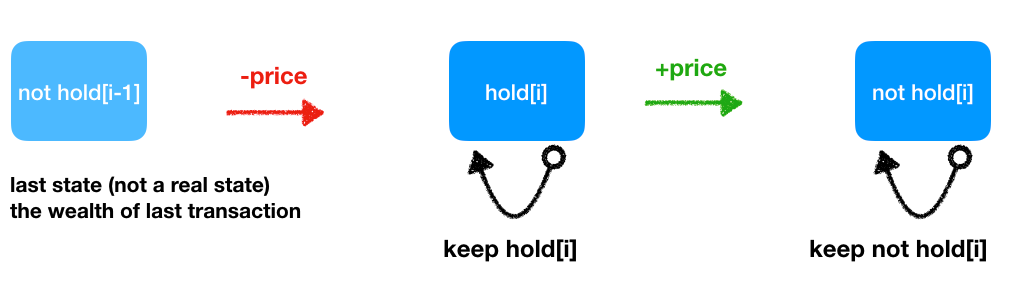 not hold[i-1]
-price
hold[i]
+price
not hold[i]
last state (not a real state)
the wealth of last transaction
keep hold[i]
keep not hold[i]